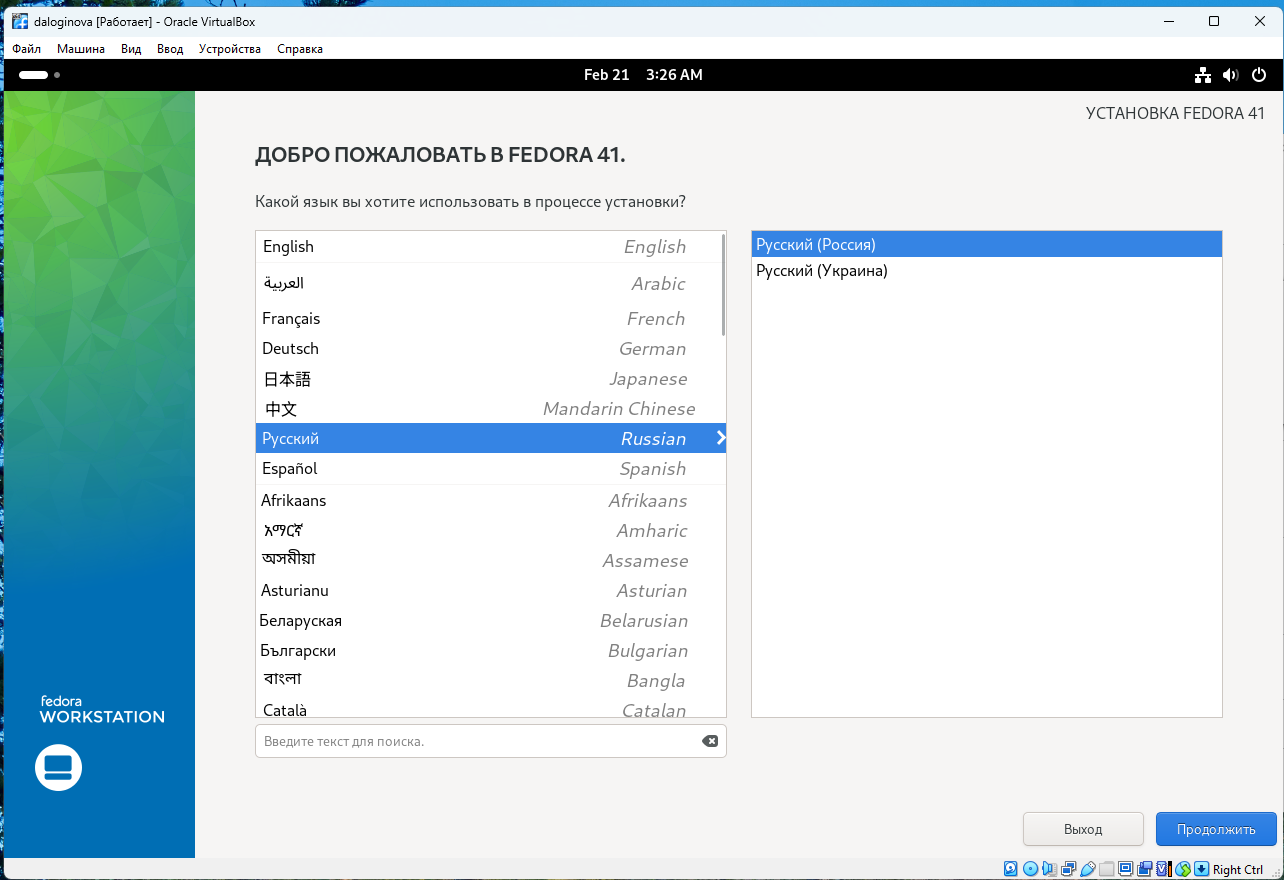 daloginova [Работает] - Oracle VirtualBox
Файл Машина Вид Ввод Устройства Справка
Feb 21 3:26 AM
УСТАНОВКА FEDORA 41
ДОБРО ПОЖАЛОВАТЬ В FEDORA 41.
Какой язык вы хотите использовать в процессе установки?
English English
العربية Arabic
Français French
Deutsch German
日本語 Japanese
中文 Mandarin Chinese
Русский Russian
Español Spanish
Afrikaans Afrikaans
አማርኛ Amharic
অসমীয়া Assamese
Asturianu Asturian
Беларуская Belarusian
Български Bulgarian
বাংলা Bangla
Català Catalan
Введите текст для поиска.
Русский (Россия)
Русский (Украина)
fedora
WORKSTATION
Выход Продолжить
Right Ctrl